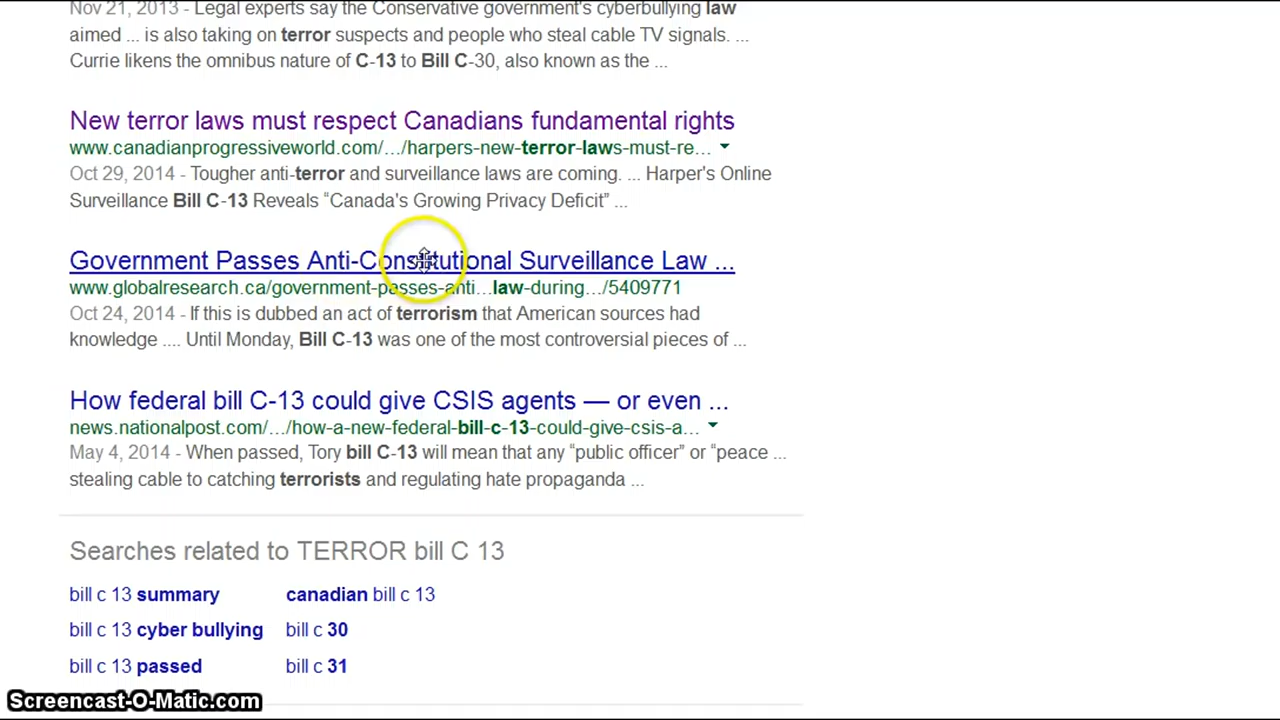 Nov 21, 2013 - Legal experts say the Conservative government's cyberbullying law
aimed ... is also taking on terror suspects and people who steal cable TV signals. ...
Currie likens the omnibus nature of C-13 to Bill C-30, also known as the ...
New terror laws must respect Canadians fundamental rights
www.canadianprogressiveworld.com/.../harpers-new-terror-laws-must-re...
Oct 29, 2014 - Tougher anti-terror and surveillance laws are coming. ... Harper's Online
Surveillance Bill C-13 Reveals “Canada's Growing Privacy Deficit” ...
Government Passes Anti-Constitutional Surveillance Law ...
www.globalresearch.ca/government-passes-anti...law-during.../5409771
Oct 24, 2014 - If this is dubbed an act of terrorism that American sources had
knowledge .... Until Monday, Bill C-13 was one of the most controversial pieces of ...
How federal bill C-13 could give CSIS agents — or even ...
news.nationalpost.com/.../how-a-new-federal-bill-c-13-could-give-csis-a...
May 4, 2014 - When passed, Tory bill C-13 will mean that any “public officer” or “peace ...
stealing cable to catching terrorists and regulating hate propaganda ...
Searches related to TERROR bill C 13
bill c 13 summary canadian bill c 13
bill c 13 cyber bullying bill c 30
bill c 13 passed bill c 31
Screencast-O-Matic.com